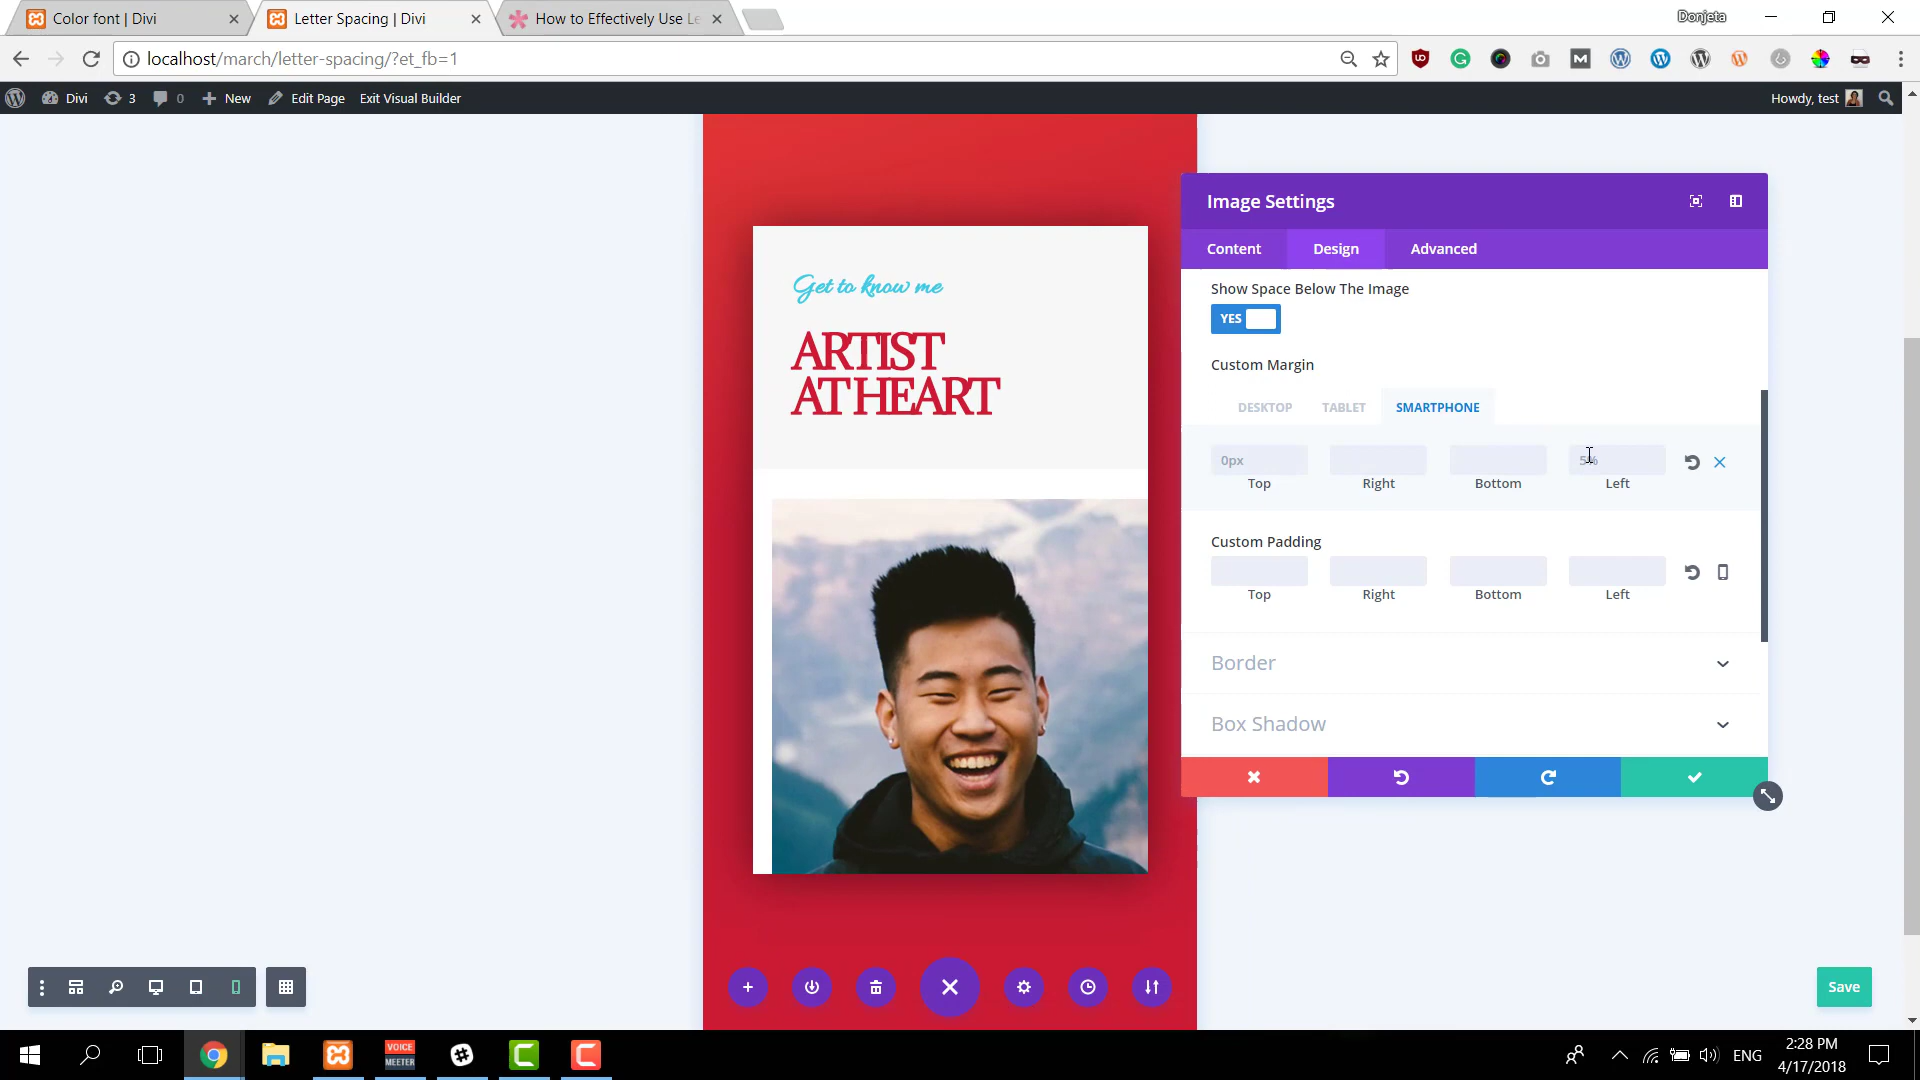 Color font | Divi
Letter Spacing | Divi
How to Effectively Use Le
Donjeta
localhost/march/letter-spacing/?et_fb=1
Divi
3
0
New
Edit Page
Exit Visual Builder
Howdy, test
Get to know me
ARTIST
AT HEART
Image Settings
Content
Design
Advanced
Show Space Below The Image
YES
Custom Margin
DESKTOP
TABLET
SMARTPHONE
0px
5%
Top
Right
Bottom
Left
Custom Padding
Top
Right
Bottom
Left
Border
Box Shadow
Save
VOICE
MEETER
ENG
2:28 PM
4/17/2018